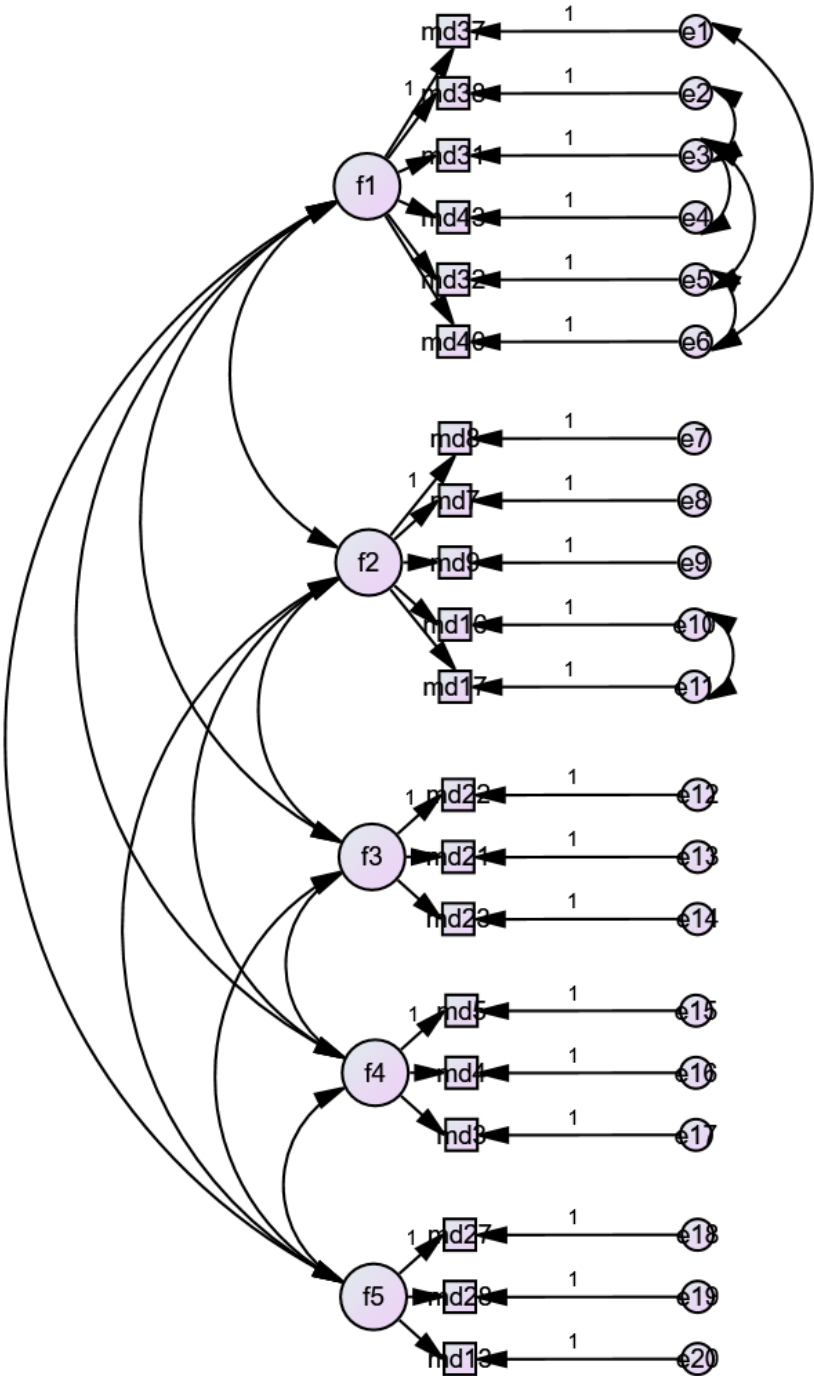 md37 1 e1
1 md38 1 e2
md31 1 e3
f1
md43 1 e4
md32 1 e5
1 e6
md8 1 e7
1 md7 1 e8
f2 md9 1 e9
1 e10
md17 1 e11
1 md22 1 e12
f3 md21 1 e13
md23 1 e14
1 md5 1 e15
f4 md4 1 e16
md3 1 e17
1 md27 1 e18
f5 md28 1 e19
md13 1 e20